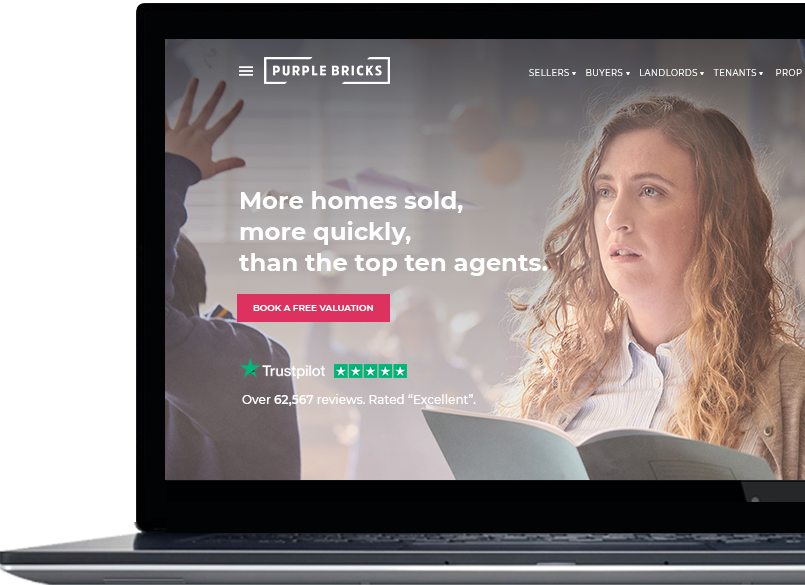 PURPLE BRICKS
SELLERS ▾ BUYERS ▾ LANDLORDS ▾ TENANTS ▾ PROP
More homes sold,
more quickly,
than the top ten agents.
BOOK A FREE VALUATION
Trustpilot
Over 62,567 reviews. Rated “Excellent”.